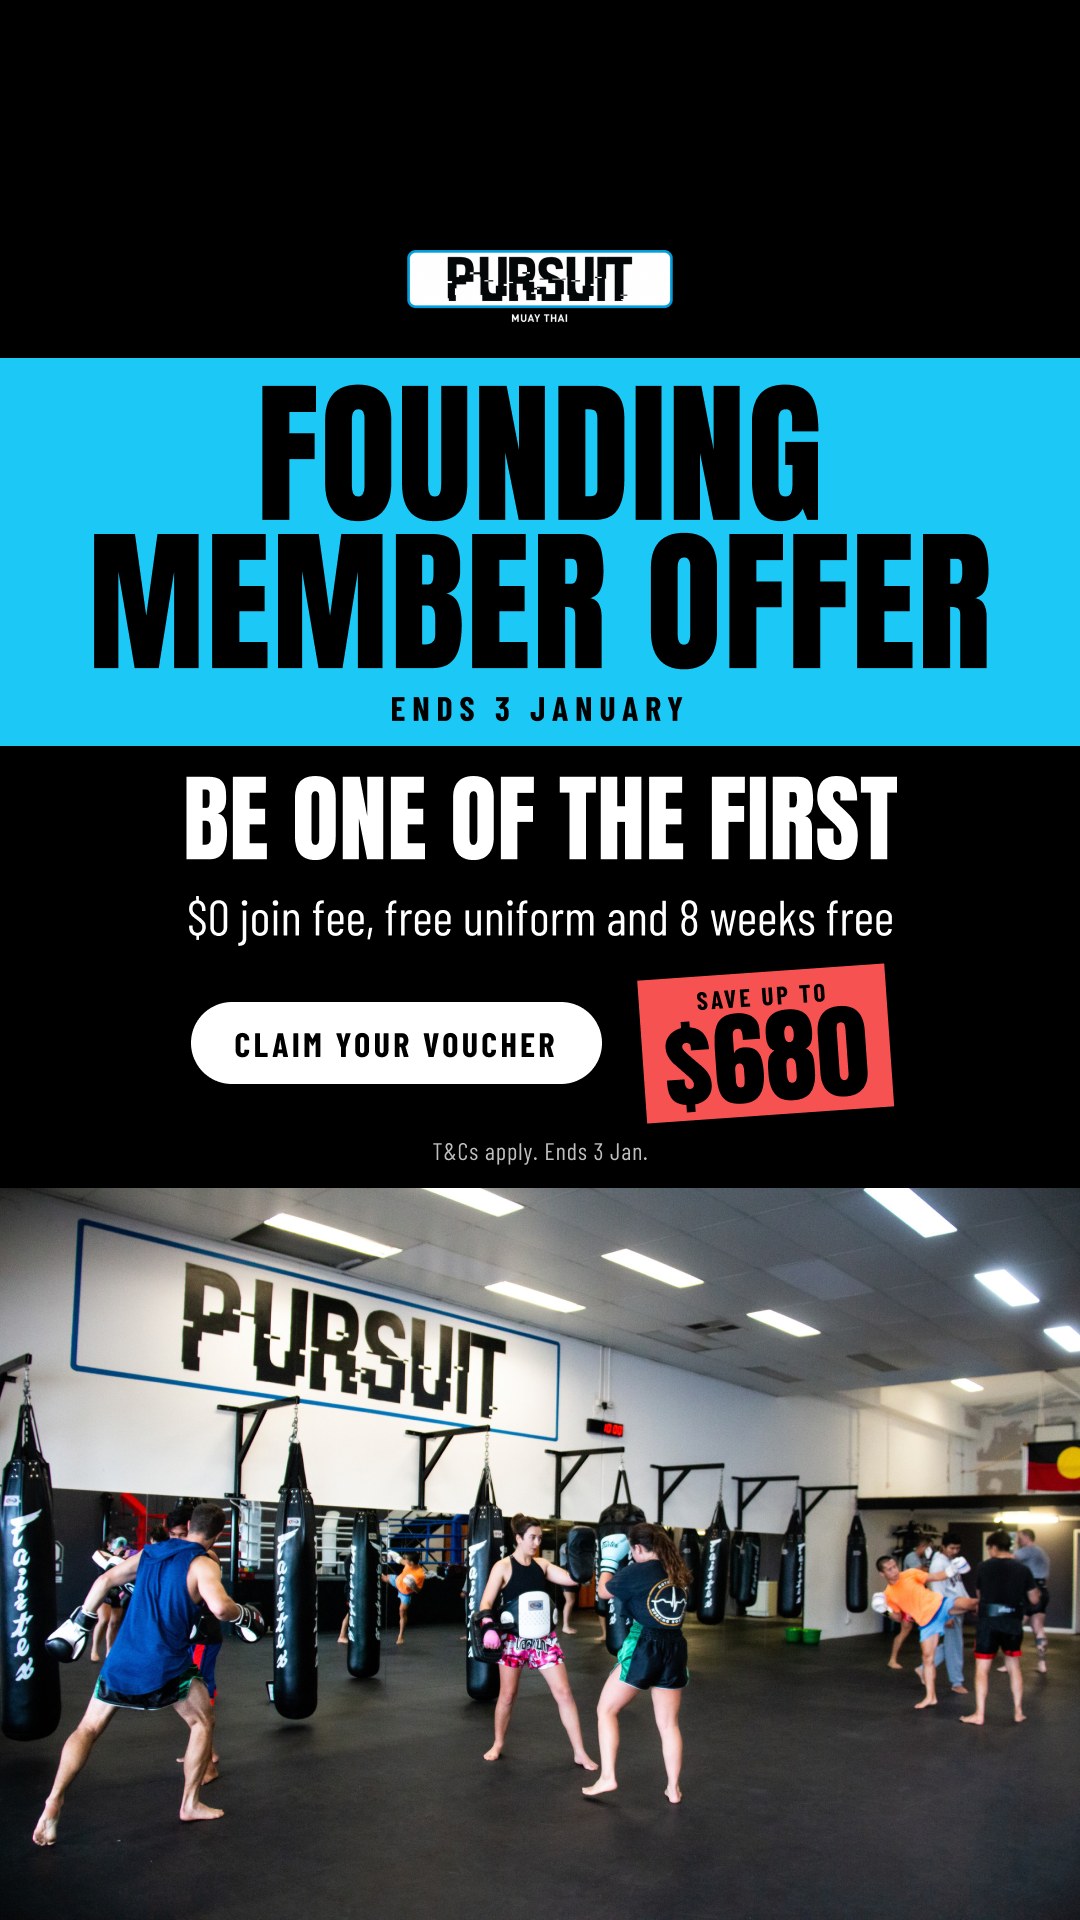 PURSUIT
MUAY THAI
FOUNDING
MEMBER OFFER
ENDS 3 JANUARY
BE ONE OF THE FIRST
$0 join fee, free uniform and 8 weeks free
CLAIM YOUR VOUCHER
SAVE UP TO
$680
T&Cs apply. Ends 3 Jan.
PURSUIT